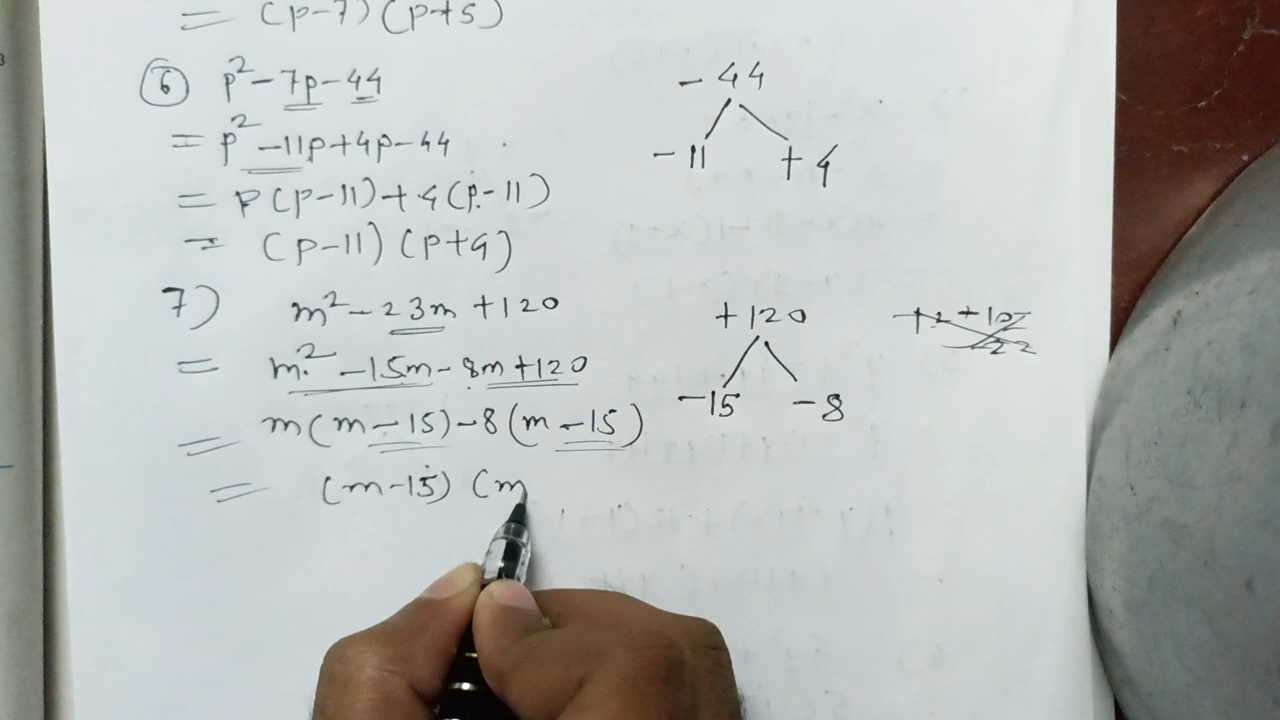 = (p-7) (p+5)
⑥ p² - 7p - 44
- 44
= p² - 11p + 4p - 44
- 11 + 4
= p (p-11) + 4 (p-11)
= (p-11) (p+4)
7) m² - 23m + 120
+120
= m² - 15m - 8m + 120
-15 -8
= m (m-15) - 8 (m-15)
= (m-15) (m